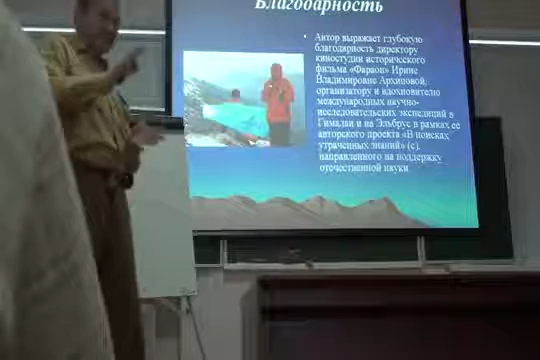 Благодарность
• Автор выражает глубокую
благодарность директору
киностудии исторического
фильма «Фараон» Ирине
Владимировне Архиповой,
организатору и вдохновителю
международных научно-
исследовательских экспедиций в
Гималаи и на Эльбрус в рамках ее
авторского проекта «В поисках
утраченных знаний» (с),
направленного на поддержку
отечественной науки